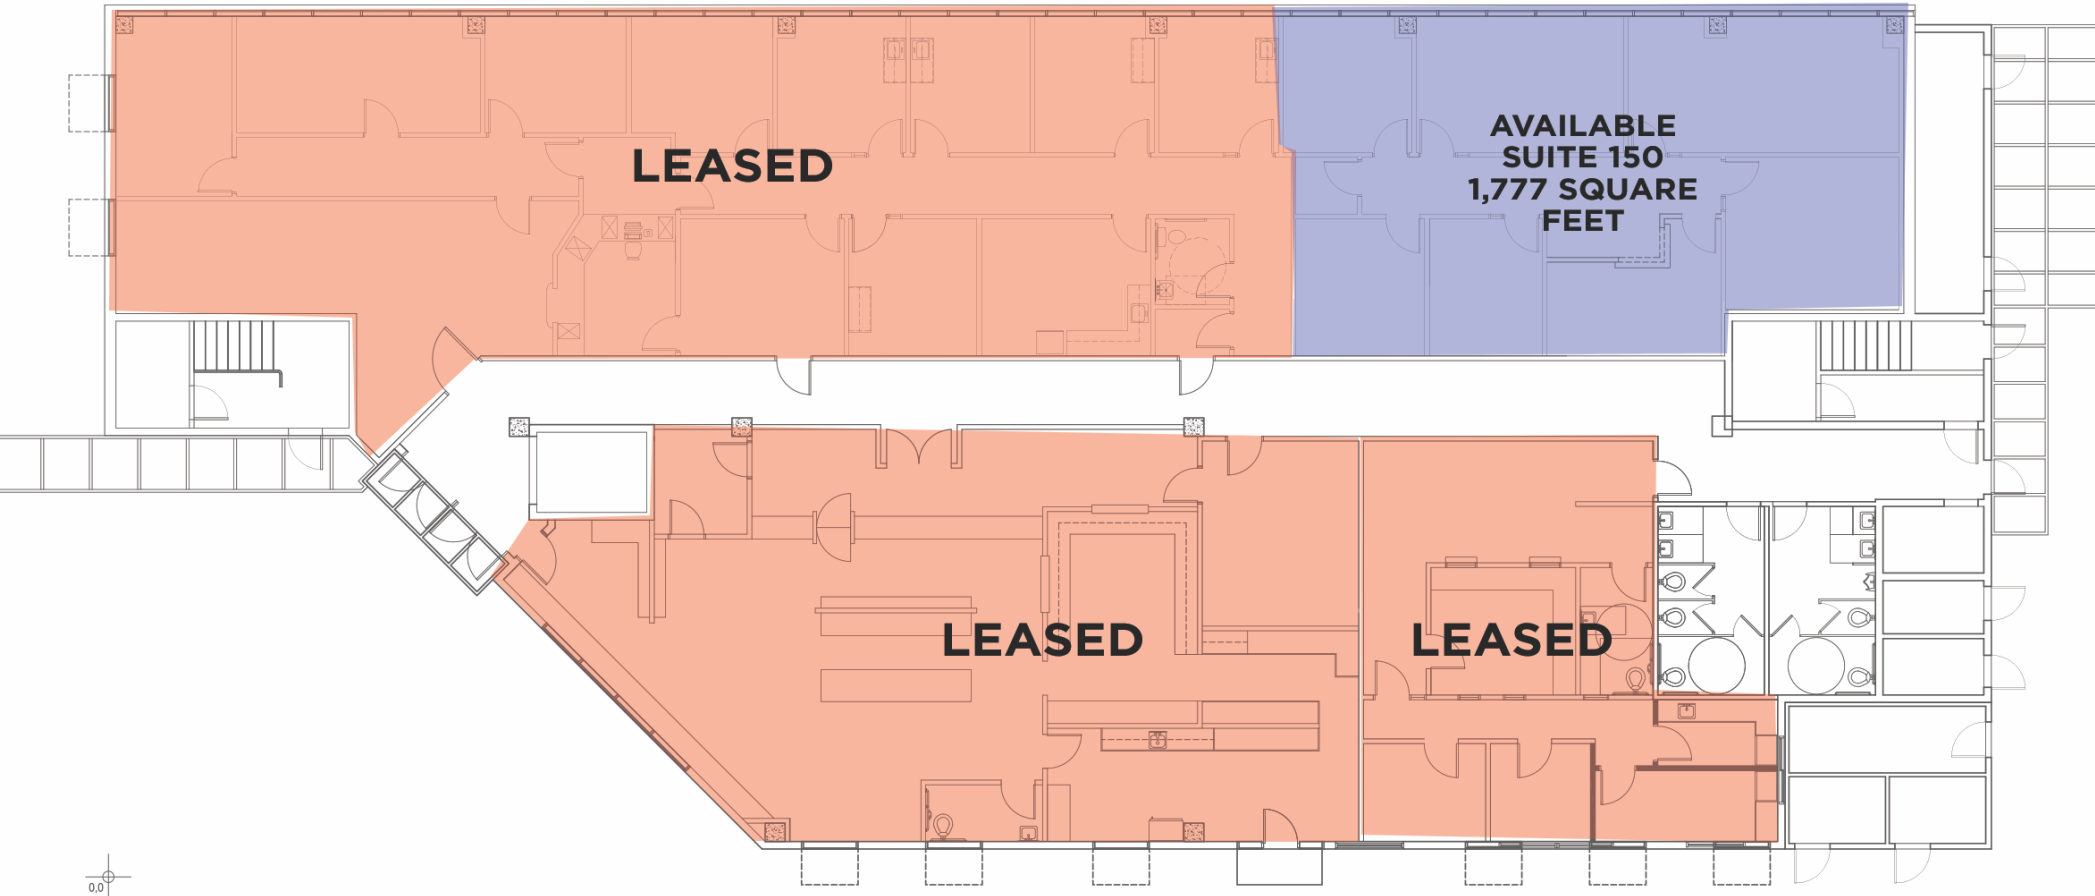 AVAILABLE
SUITE 150
1,777 SQUARE
FEET
LEASED
LEASED
LEASED
0,0